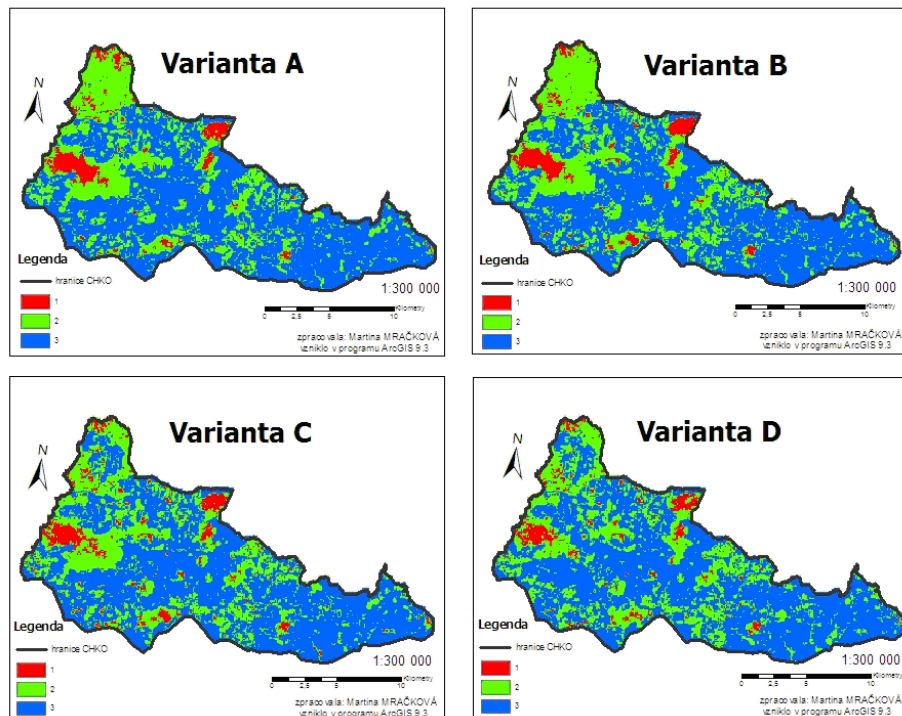 Varianta A
N
Legenda
hranice CHKO
1
2
3
1:300 000
Kilometry
0 2,5 5 10
zpracovala: Martina MRAČKOVÁ
vzniklo v programu ArcGIS 9.3
Varianta B
N
Legenda
hranice CHKO
1
2
3
1:300 000
Kilometry
0 2,5 5 10
zpracovala: Martina MRAČKOVÁ
vzniklo v programu ArcGIS 9.3
Varianta C
N
Legenda
hranice CHKO
1
2
3
1:300 000
Kilometry
0 2,5 5 10
zpracovala: Martina MRAČKOVÁ
vzniklo v programu ArcGIS 9.3
Varianta D
N
Legenda
hranice CHKO
1
2
3
1:300 000
Kilometry
0 2,5 5 10
zpracovala: Martina MRAČKOVÁ
vzniklo v programu ArcGIS 9.3